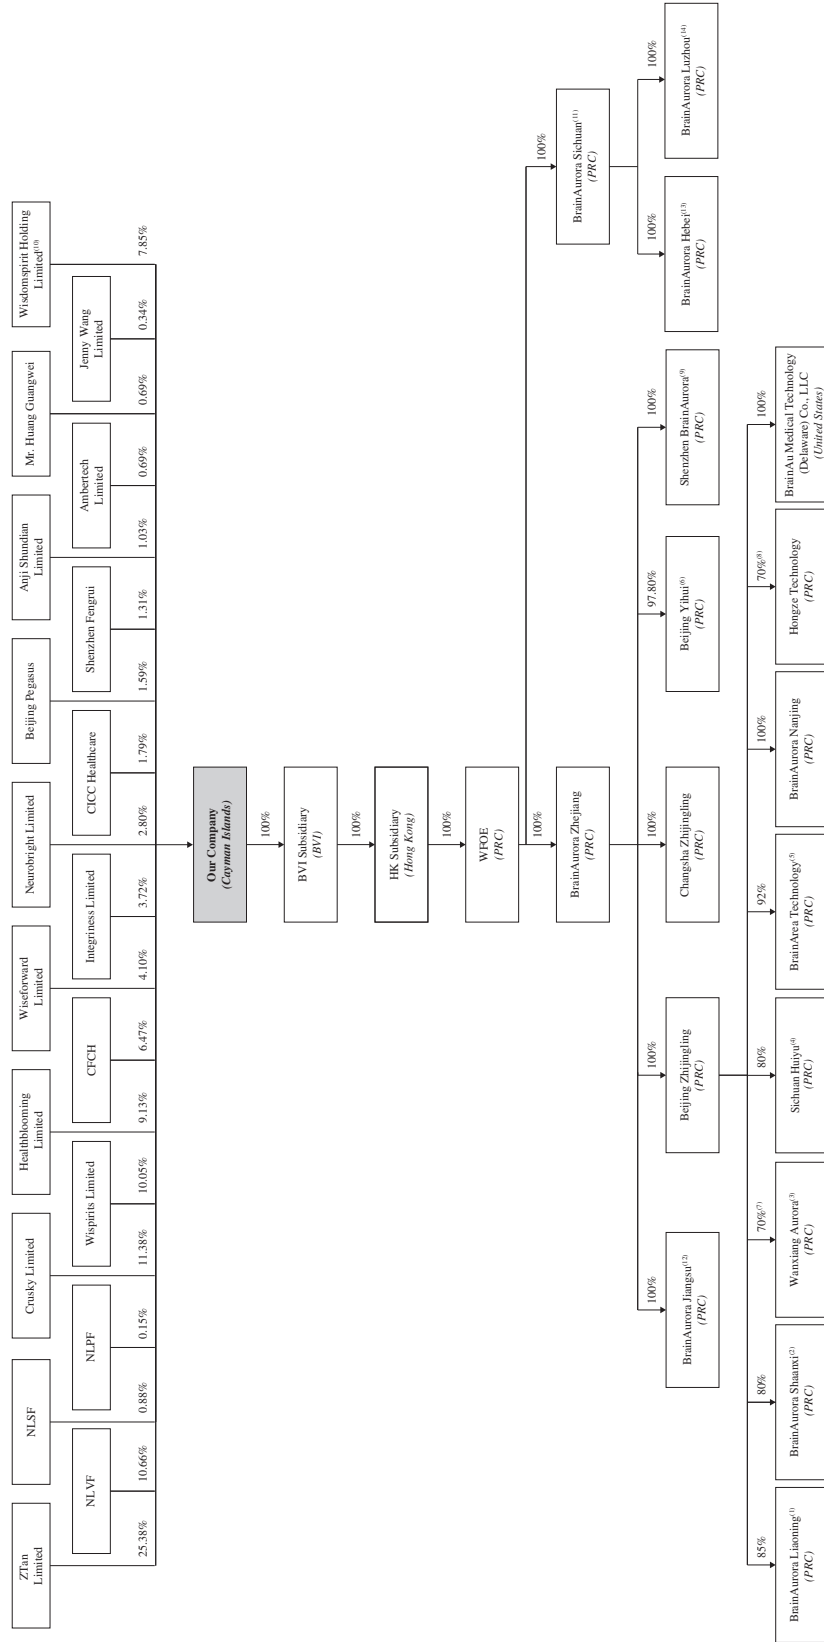 ZTan
Limited
NLSF
Crusky Limited
Healthblooming
Limited
Wiseforward
Limited
Neurobright Limited
Beijing Pegasus
Anji Shundian
Limited
Mr. Huang Guangwei
Wisdomspirit Holding
Limited(10)
NLVF
NLPF
Wispirits Limited
CFCH
Integriness Limited
CICC Healthcare
Shenzhen Fengrui
Ambertech
Limited
Jenny Wang
Limited
25.38%
10.66%
0.88%
0.15%
11.38%
10.05%
9.13%
6.47%
4.10%
3.72%
2.80%
1.79%
1.59%
1.31%
1.03%
0.69%
0.69%
0.34%
7.85%
Our Company
(Cayman Islands)
100%
BVI Subsidiary
(BVI)
100%
HK Subsidiary
(Hong Kong)
100%
WFOE
(PRC)
100%
100%
BrainAurora Zhejiang
(PRC)
BrainAurora Sichuan(11)
(PRC)
100%
100%
100%
97.80%
100%
100%
100%
BrainAurora Jiangsu(12)
(PRC)
Beijing Zhijingling
(PRC)
Changsha Zhijingling
(PRC)
Beijing Yihui(6)
(PRC)
Shenzhen BrainAurora(9)
(PRC)
BrainAurora Hebei(13)
(PRC)
BrainAurora Luzhou(14)
(PRC)
85%
80%
70%(7)
80%
92%
100%
70%(8)
100%
BrainAurora Liaoning(1)
(PRC)
BrainAurora Shaanxi(2)
(PRC)
Wanxiang Aurora(3)
(PRC)
Sichuan Huiyu(4)
(PRC)
BrainArea Technology(5)
(PRC)
BrainAurora Nanjing
(PRC)
Hongze Technology
(PRC)
BrainAu Medical Technology
(Delaware) Co., LLC
(United States)